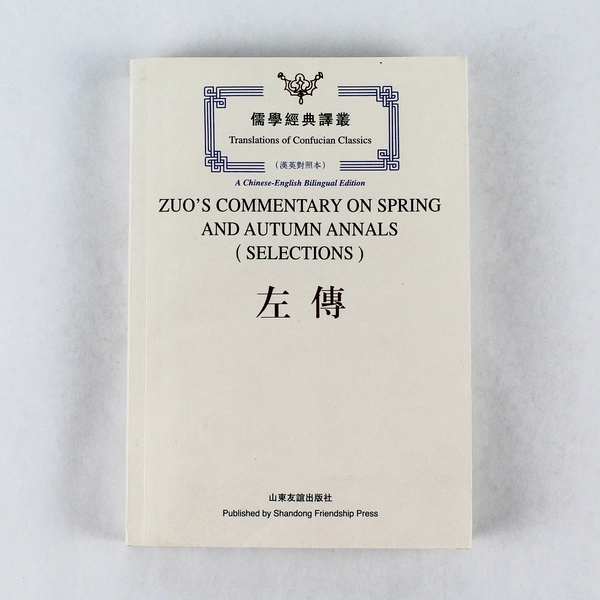 儒學經典譯叢
Translations of Confucian Classics
（漢英對照本）
A Chinese-English Bilingual Edition
ZUO'S COMMENTARY ON SPRING
AND AUTUMN ANNALS
( SELECTIONS )
左傳
山東友誼出版社
Published by Shandong Friendship Press